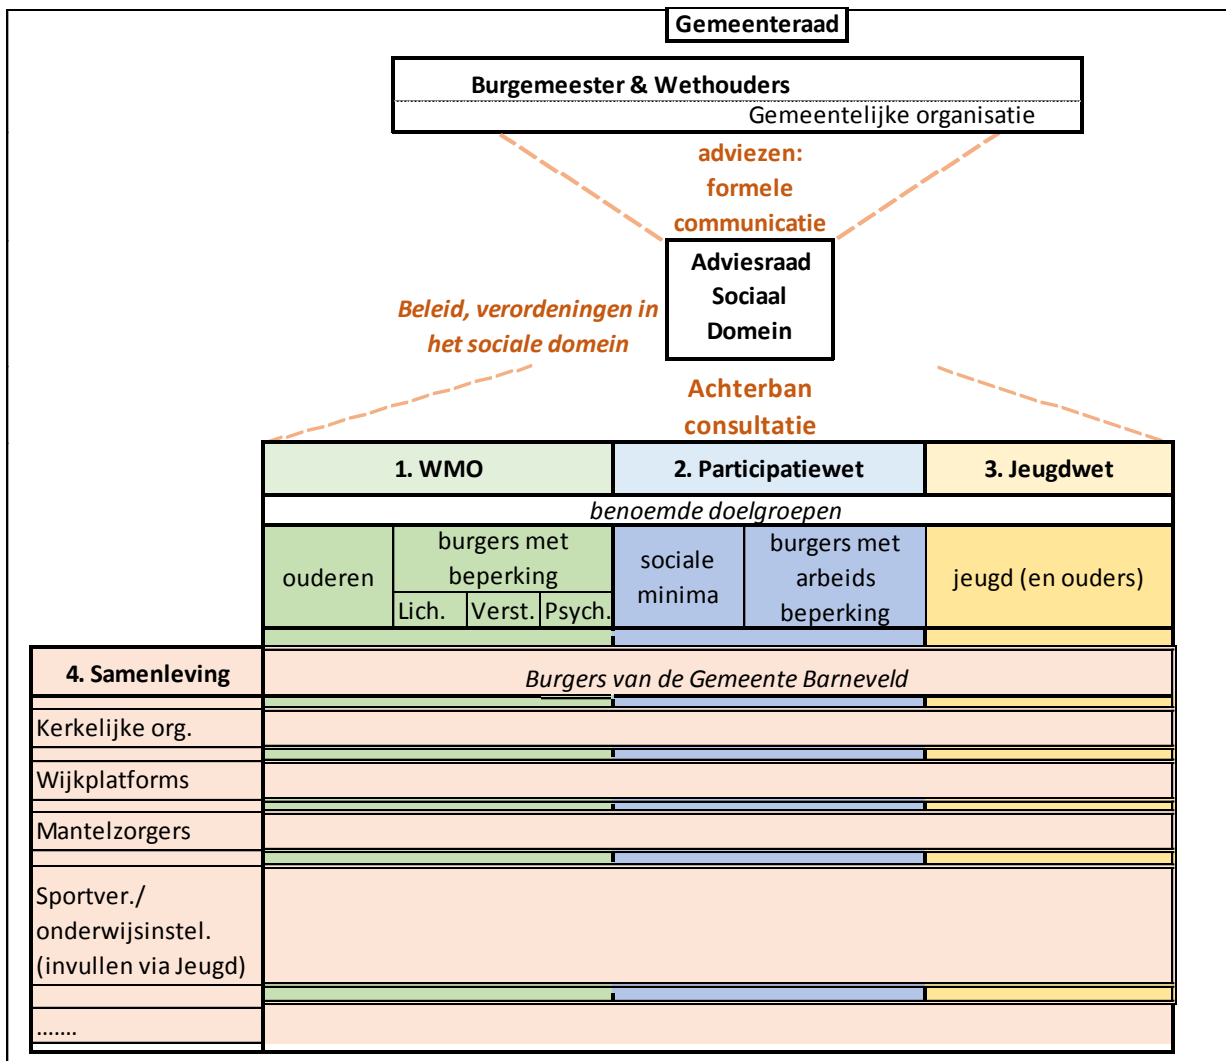 Gemeenteraad
Burgemeester & Wethouders
Gemeentelijke organisatie
adviezen:
formele
communicatie
Adviesraad
Sociaal
Domein
Beleid, verordeningen in
het sociale domein
Achterban
consultatie
1. WMO
2. Participatiewet
3. Jeugdwet
benoemde doelgroepen
ouderen
burgers met
beperking
Lich.
Verst.
Psych.
sociale
minima
burgers met
arbeids
beperking
jeugd (en ouders)
4. Samenleving
Burgers van de Gemeente Barneveld
Kerkelijke org.
Wijkplatforms
Mantelzorgers
Sportver./
onderwijsinstel.
(invullen via Jeugd)
.......